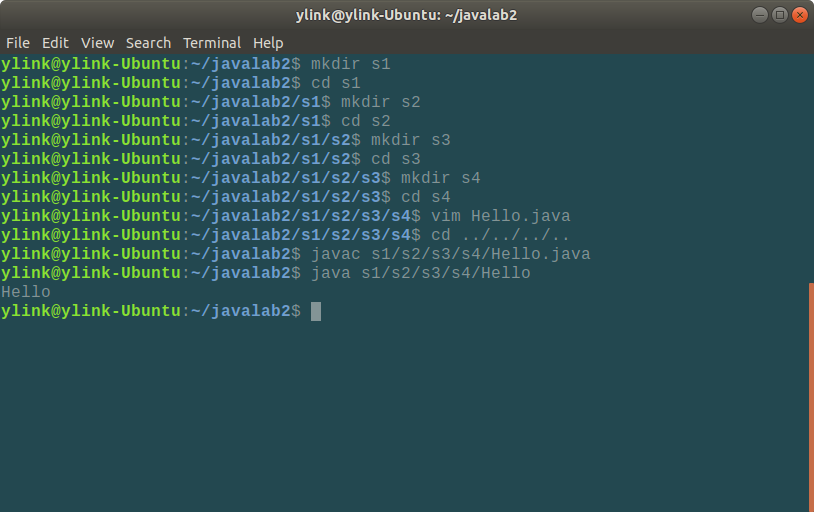 ylink@ylink-Ubuntu: ~/javalab2
File Edit View Search Terminal Help
ylink@ylink-Ubuntu:~/javalab2$ mkdir s1
ylink@ylink-Ubuntu:~/javalab2$ cd s1
ylink@ylink-Ubuntu:~/javalab2/s1$ mkdir s2
ylink@ylink-Ubuntu:~/javalab2/s1$ cd s2
ylink@ylink-Ubuntu:~/javalab2/s1/s2$ mkdir s3
ylink@ylink-Ubuntu:~/javalab2/s1/s2$ cd s3
ylink@ylink-Ubuntu:~/javalab2/s1/s2/s3$ mkdir s4
ylink@ylink-Ubuntu:~/javalab2/s1/s2/s3$ cd s4
ylink@ylink-Ubuntu:~/javalab2/s1/s2/s3/s4$ vim Hello.java
ylink@ylink-Ubuntu:~/javalab2/s1/s2/s3/s4$ cd ../../../..
ylink@ylink-Ubuntu:~/javalab2$ javac s1/s2/s3/s4/Hello.java
ylink@ylink-Ubuntu:~/javalab2$ java s1/s2/s3/s4/Hello
Hello
ylink@ylink-Ubuntu:~/javalab2$